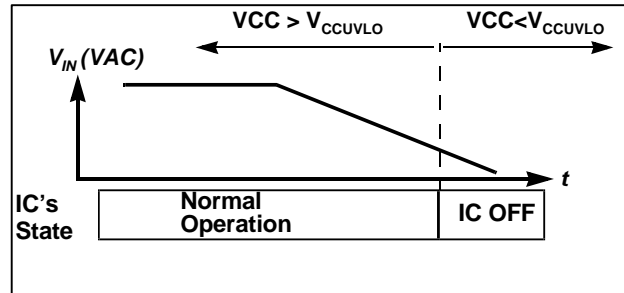 VCC > VCCUVLO VCC<VCCUVLO
VIN (VAC)
t
IC's
State
Normal
Operation
IC OFF